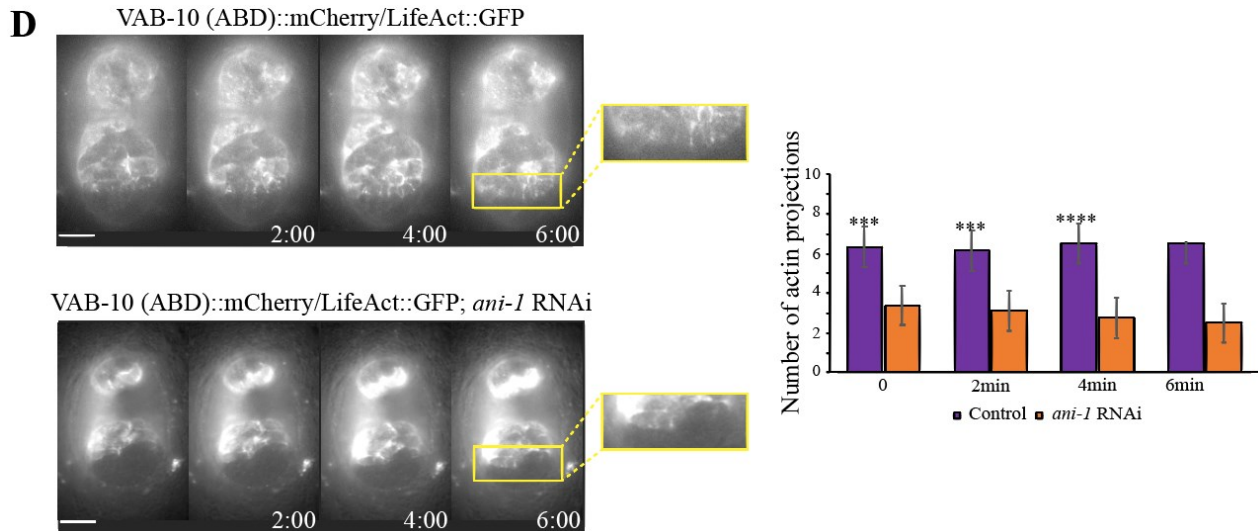 D
VAB-10 (ABD)::mCherry/LifeAct::GFP
2:00
4:00
6:00
VAB-10 (ABD)::mCherry/LifeAct::GFP; ani-1 RNAi
2:00
4:00
6:00
Number of actin projections
10
8
6
4
2
0
***
***
****
0
2min
4min
6min
Control
ani-1 RNAi